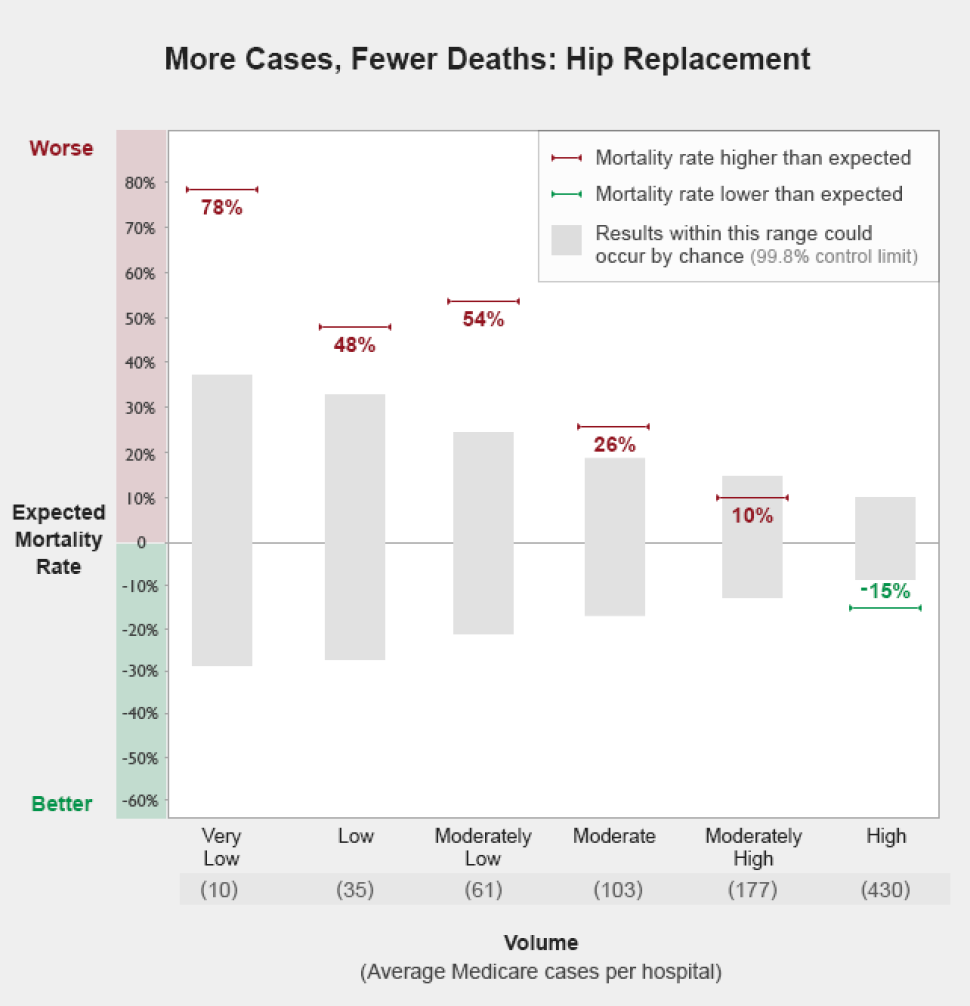 More Cases, Fewer Deaths: Hip Replacement
Worse
Mortality rate higher than expected
Mortality rate lower than expected
Results within this range could
occur by chance (99.8% control limit)
80%
70%
60%
50%
40%
30%
20%
10%
0
-10%
-20%
-30%
-40%
-50%
-60%
Expected
Mortality
Rate
Better
78%
48%
54%
26%
10%
-15%
Very
Low
Low
Moderately
Low
Moderate
Moderately
High
High
(10)
(35)
(61)
(103)
(177)
(430)
Volume
(Average Medicare cases per hospital)